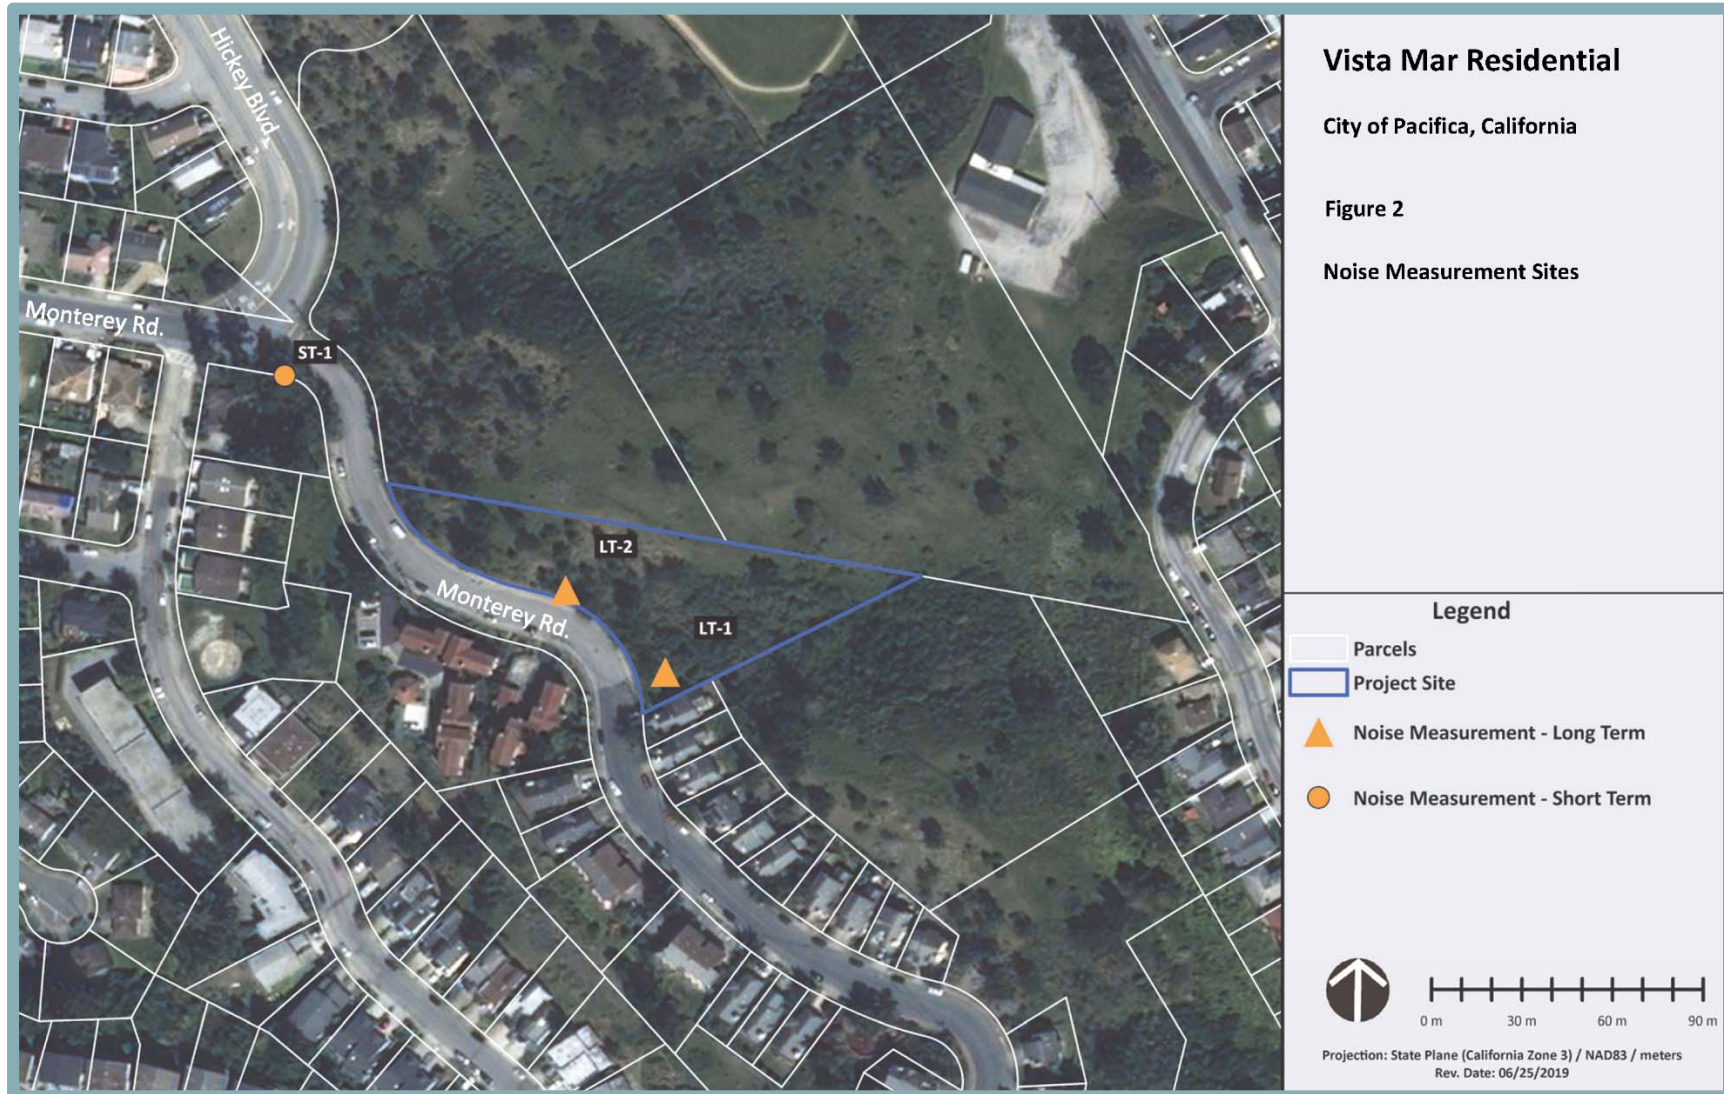 Hickey Blvd.
Monterey Rd.
ST-1
LT-2
Monterey Rd.
LT-1
Vista Mar Residential
City of Pacifica, California
Figure 2
Noise Measurement Sites
Legend
Parcels
Project Site
Noise Measurement - Long Term
Noise Measurement - Short Term
0 m 30 m 60 m 90 m
Projection: State Plane (California Zone 3) / NAD83 / meters
Rev. Date: 06/25/2019